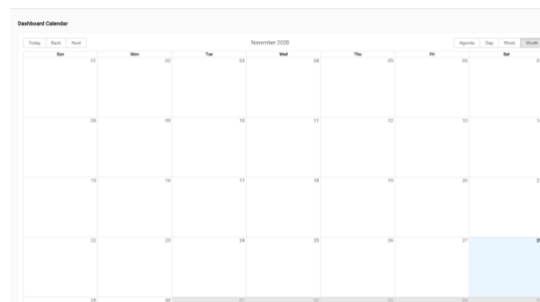 Dashboard Calendar
Today Back Next November 2020 Agenda Day Week Month
Sun Mon Tue Wed Thu Fri Sat
01 02 03 04 05 06
08 09 10 11 12 13
15 16 17 18 19 20
22 23 24 25 26 27
29 30